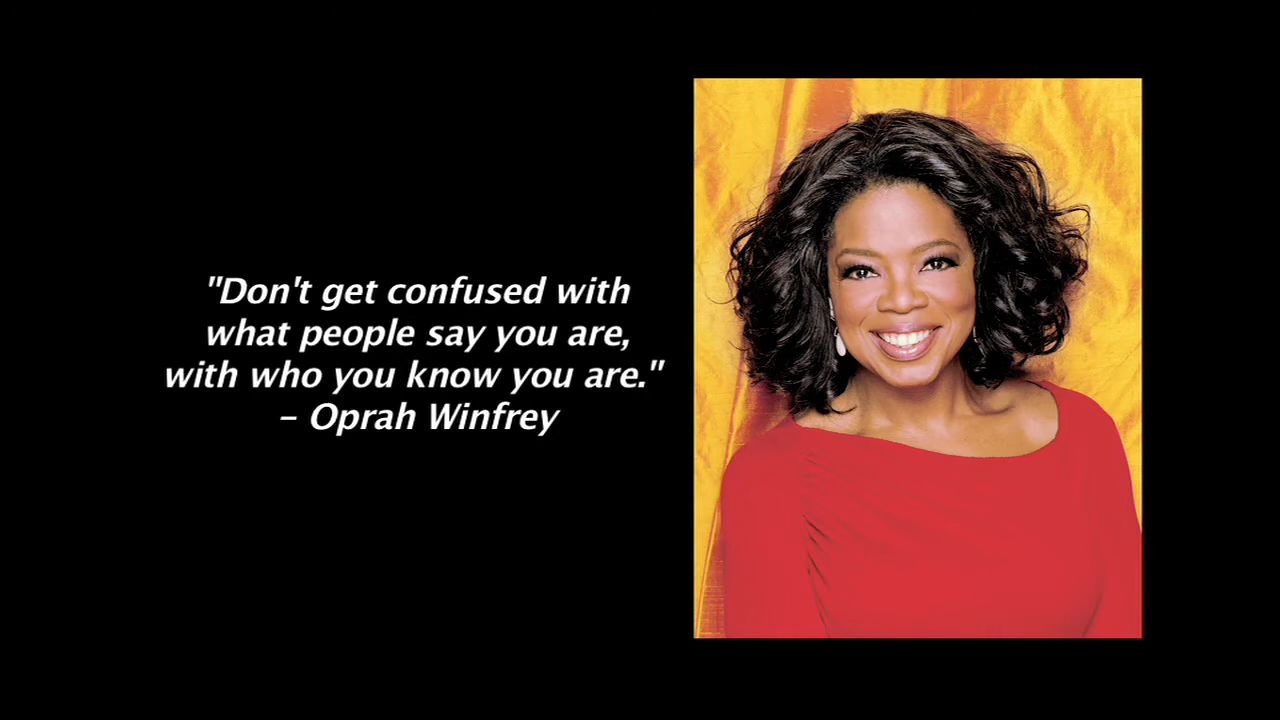 "Don't get confused with
what people say you are,
with who you know you are."
– Oprah Winfrey